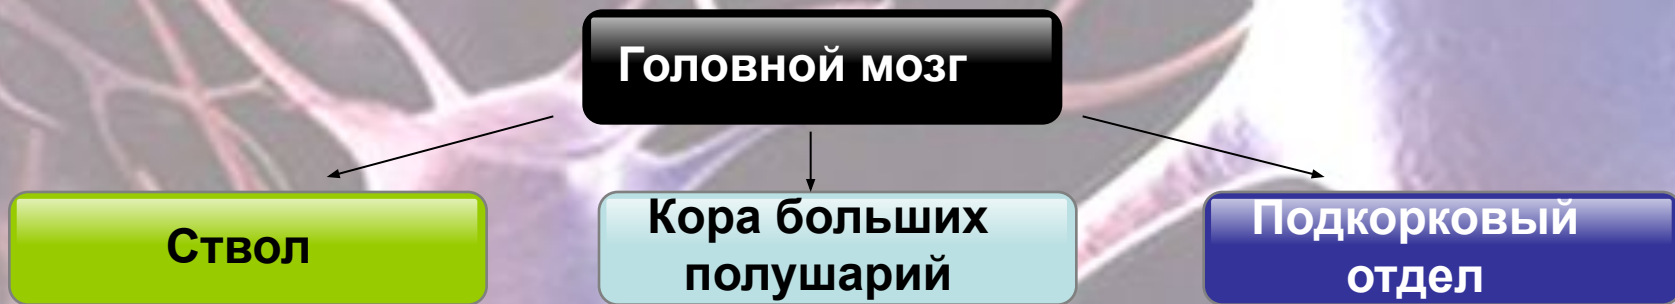 Головной мозг
Ствол
Кора больших
полушарий
Подкорковый
отдел